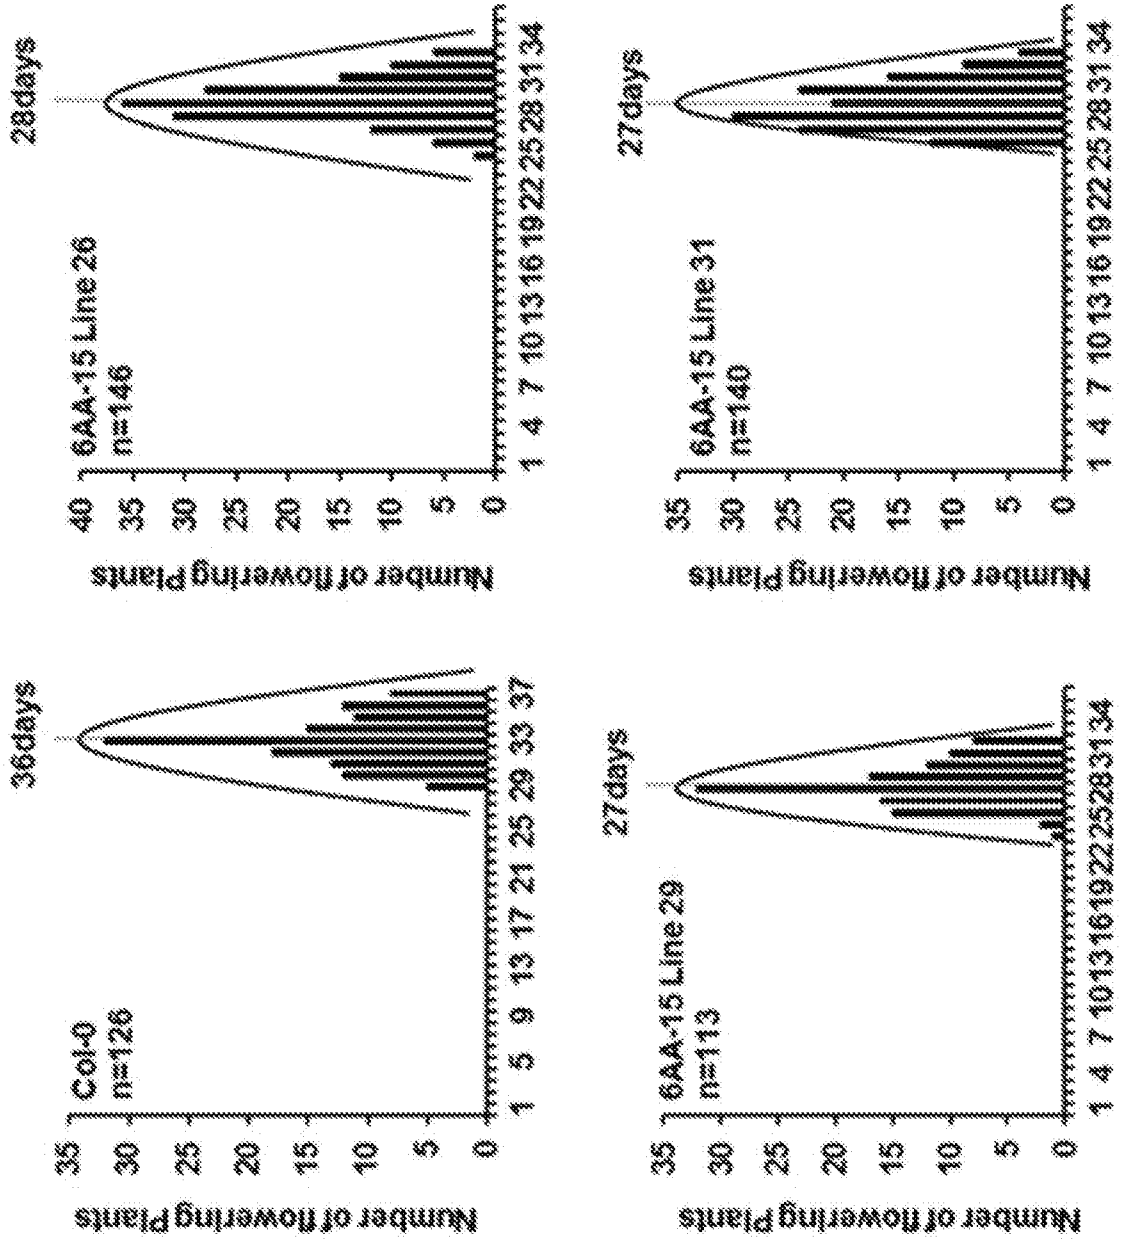 36days
Col-0
n=126
Number of flowering Plants
35
30
25
20
15
10
5
0
1 5 9 13 17 21 25 29 33 37
28days
6AA-15 Line 26
n=146
Number of flowering Plants
40
35
30
25
20
15
10
5
0
1 4 7 10 13 16 19 22 25 28 31 34
27days
6AA-15 Line 29
n=113
Number of flowering Plants
35
30
25
20
15
10
5
0
1 4 7 10 13 16 19 22 25 28 31 34
27days
6AA-15 Line 31
n=140
Number of flowering Plants
35
30
25
20
15
10
5
0
1 4 7 10 13 16 19 22 25 28 31 34